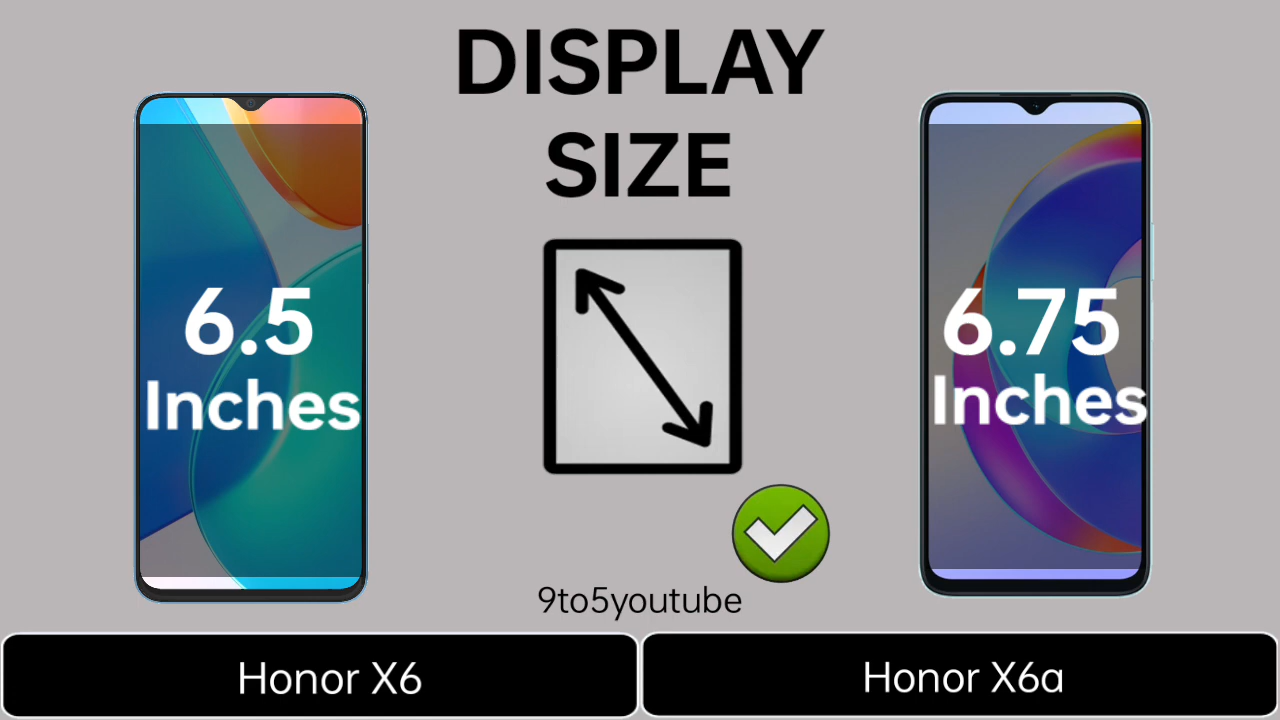 DISPLAY
SIZE
6.5
Inches
6.75
Inches
9to5youtube
Honor X6
Honor X6a